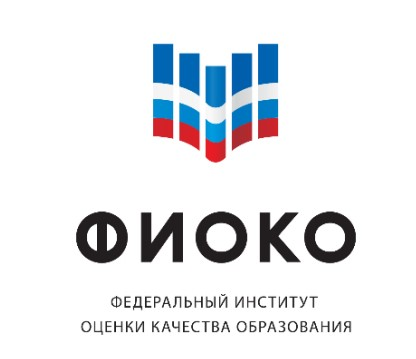 ФИОКО
ФЕДЕРАЛЬНЫЙ ИНСТИТУТ
ОЦЕНКИ КАЧЕСТВА ОБРАЗОВАНИЯ